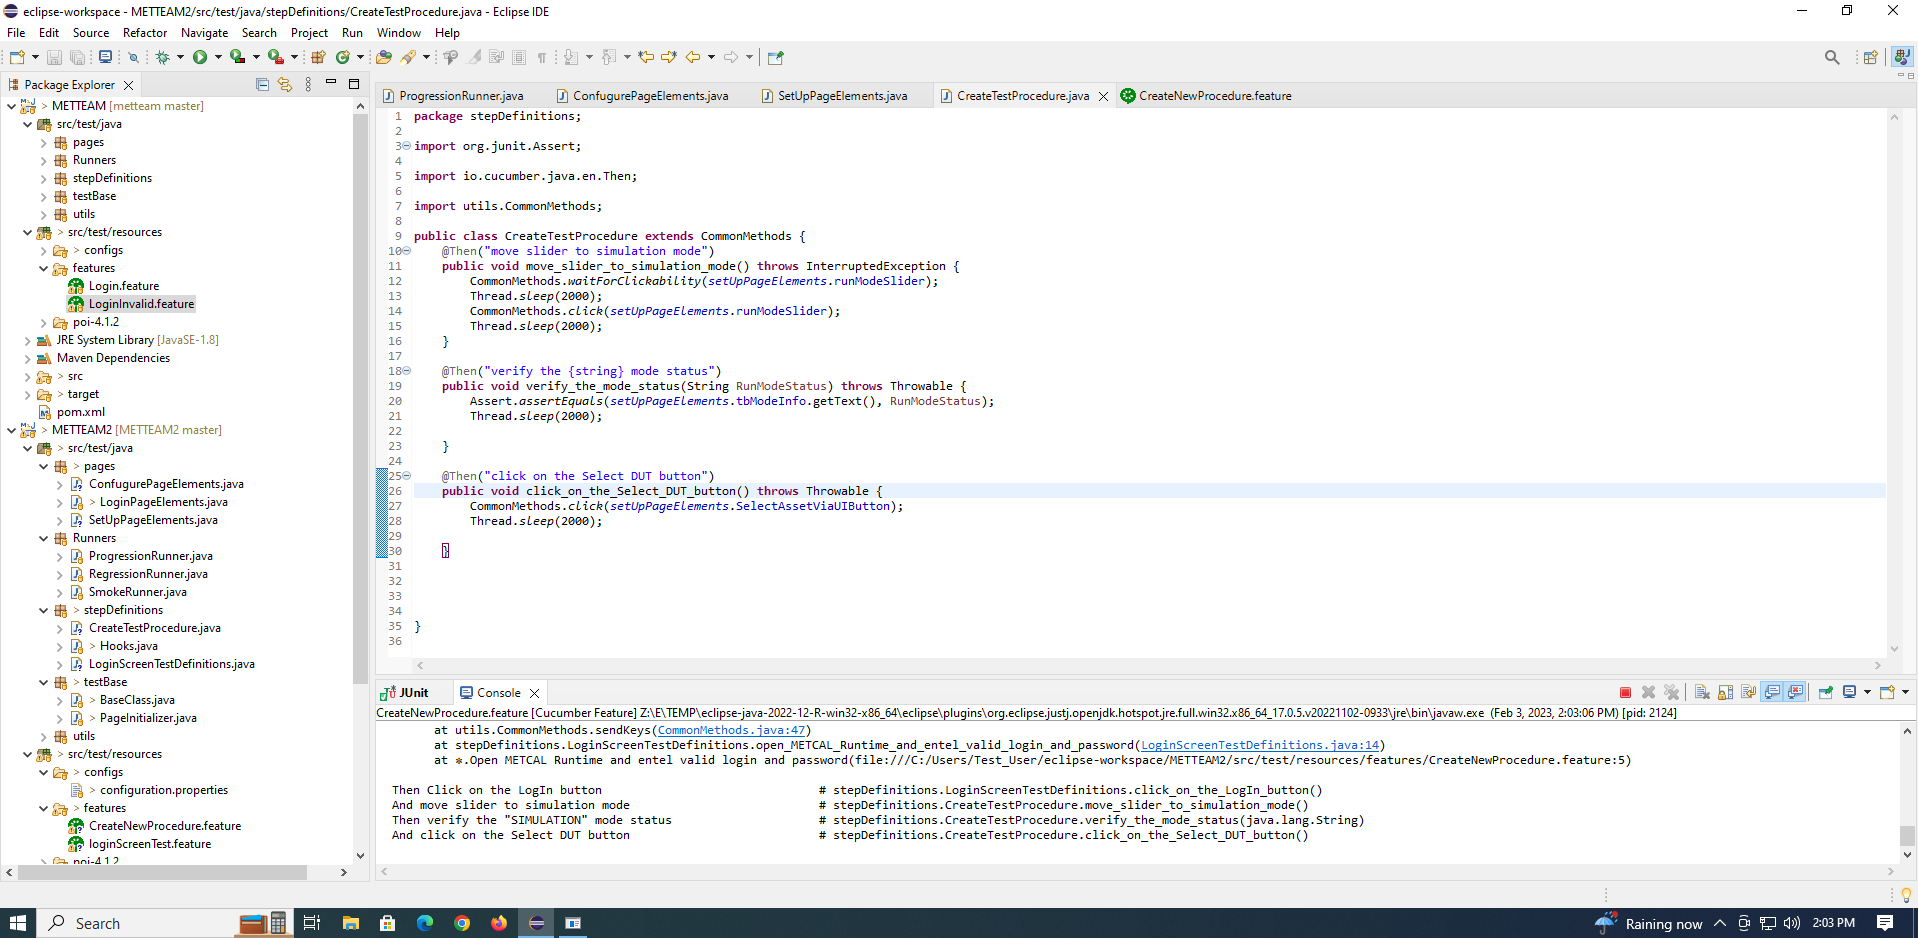 eclipse-workspace - METTEAM2/src/test/java/stepDefinitions/CreateTestProcedure.java - Eclipse IDE
File Edit Source Refactor Navigate Search Project Run Window Help
Package Explorer
METTEAM [metteam master]
src/test/java
pages
Runners
stepDefinitions
testBase
utils
> src/test/resources
> configs
features
Login.feature
LoginInvalid.feature
poi-4.1.2
JRE System Library [JavaSE-1.8]
Maven Dependencies
> src
> target
pom.xml
> METTEAM2 [METTEAM2 master]
> src/test/java
> pages
ConfugurePageElements.java
> LoginPageElements.java
SetUpPageElements.java
Runners
ProgressionRunner.java
RegressionRunner.java
SmokeRunner.java
> stepDefinitions
CreateTestProcedure.java
> Hooks.java
LoginScreenTestDefinitions.java
> testBase
> BaseClass.java
> PageInitializer.java
> utils
> src/test/resources
> configs
> configuration.properties
> features
CreateNewProcedure.feature
loginScreenTest.feature
poi-4.1.2
ProgressionRunner.java ConfugurePageElements.java SetUpPageElements.java CreateTestProcedure.java CreateNewProcedure.feature
1 package stepDefinitions;
2
3 import org.junit.Assert;
4
5 import io.cucumber.java.en.Then;
6
7 import utils.CommonMethods;
8
9 public class CreateTestProcedure extends CommonMethods {
10 @Then("move slider to simulation mode")
11 public void move_slider_to_simulation_mode() throws InterruptedException {
12 CommonMethods.waitForClickability(setUpPageElements.runModeSlider);
13 Thread.sleep(2000);
14 CommonMethods.click(setUpPageElements.runModeSlider);
15 Thread.sleep(2000);
16 }
17
18 @Then("verify the {string} mode status")
19 public void verify_the_mode_status(String RunModeStatus) throws Throwable {
20 Assert.assertEquals(setUpPageElements.tbModeInfo.getText(), RunModeStatus);
21 Thread.sleep(2000);
22
23 }
24
25 @Then("click on the Select DUT button")
26 public void click_on_the_Select_DUT_button() throws Throwable {
27 CommonMethods.click(setUpPageElements.SelectAssetViaUIButton);
28 Thread.sleep(2000);
29
30 }
31
32
33
34
35 }
36
JUnit Console
CreateNewProcedure.feature [Cucumber Feature] Z:\E\TEMP\eclipse-java-2022-12-R-win32-x86_64\eclipse\plugins\org.eclipse.justj.openjdk.hotspot.jre.full.win32.x86_64_17.0.5.v20221102-0933\jre\bin\javaw.exe (Feb 3, 2023, 2:03:06 PM) [pid: 2124]
at utils.CommonMethods.sendKeys(CommonMethods.java:47)
at stepDefinitions.LoginScreenTestDefinitions.open_METCAL_Runtime_and_entel_valid_login_and_password(LoginScreenTestDefinitions.java:14)
at ✽.Open METCAL Runtime and entel valid login and password(file:///C:/Users/Test_User/eclipse-workspace/METTEAM2/src/test/resources/features/CreateNewProcedure.feature:5)
Then Click on the LogIn button # stepDefinitions.LoginScreenTestDefinitions.click_on_the_LogIn_button()
And move slider to simulation mode # stepDefinitions.CreateTestProcedure.move_slider_to_simulation_mode()
Then verify the "SIMULATION" mode status # stepDefinitions.CreateTestProcedure.verify_the_mode_status(java.lang.String)
And click on the Select DUT button # stepDefinitions.CreateTestProcedure.click_on_the_Select_DUT_button()
Search
Raining now 2:03 PM